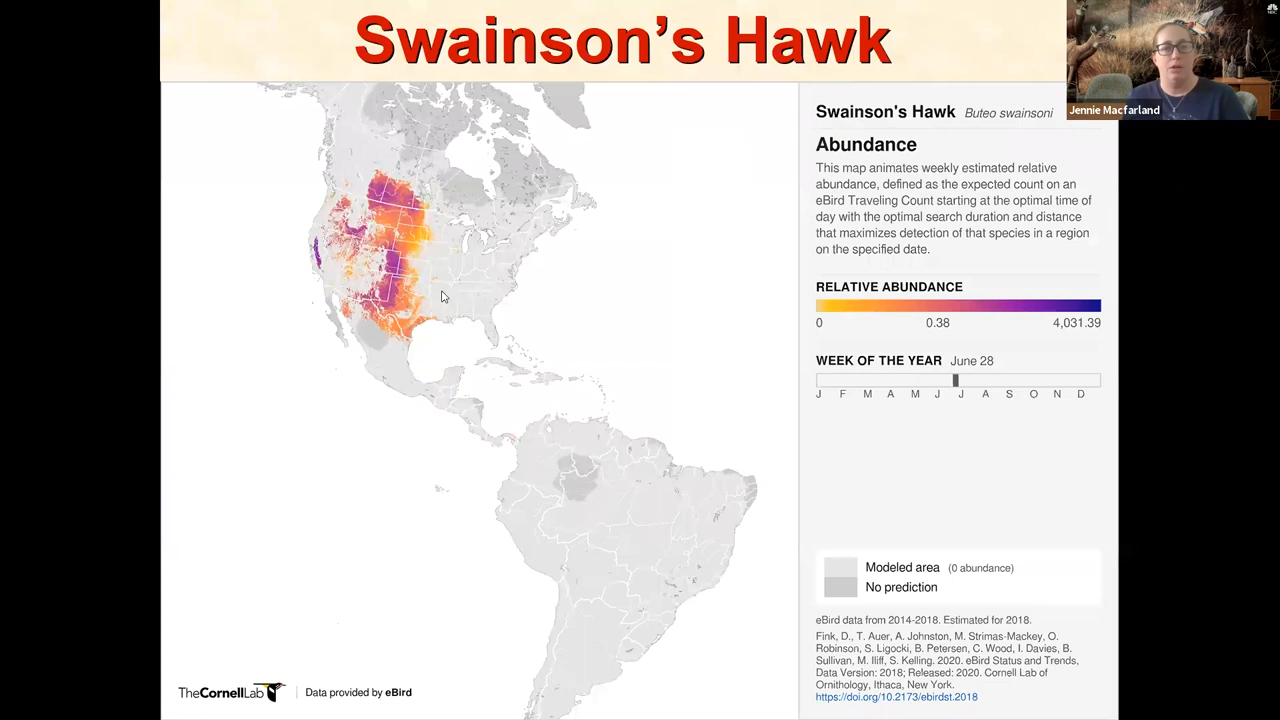 Swainson's Hawk
Jennie Macfarland
Swainson's Hawk Buteo swainsoni
Abundance
This map animates weekly estimated relative
abundance, defined as the expected count on an
eBird Traveling Count starting at the optimal time of
day with the optimal search duration and distance
that maximizes detection of that species in a region
on the specified date.
RELATIVE ABUNDANCE
0 0.38 4,031.39
WEEK OF THE YEAR June 28
J F M A M J J A S O N D
Modeled area (0 abundance)
No prediction
eBird data from 2014-2018. Estimated for 2018.
Fink, D., T. Auer, A. Johnston, M. Strimas-Mackey, O.
Robinson, S. Ligocki, B. Petersen, C. Wood, I. Davies, B.
Sullivan, M. Iliff, S. Kelling. 2020. eBird Status and Trends,
Data Version: 2018; Released: 2020. Cornell Lab of
Ornithology, Ithaca, New York.
https://doi.org/10.2173/ebirdst.2018
TheCornellLab Data provided by eBird